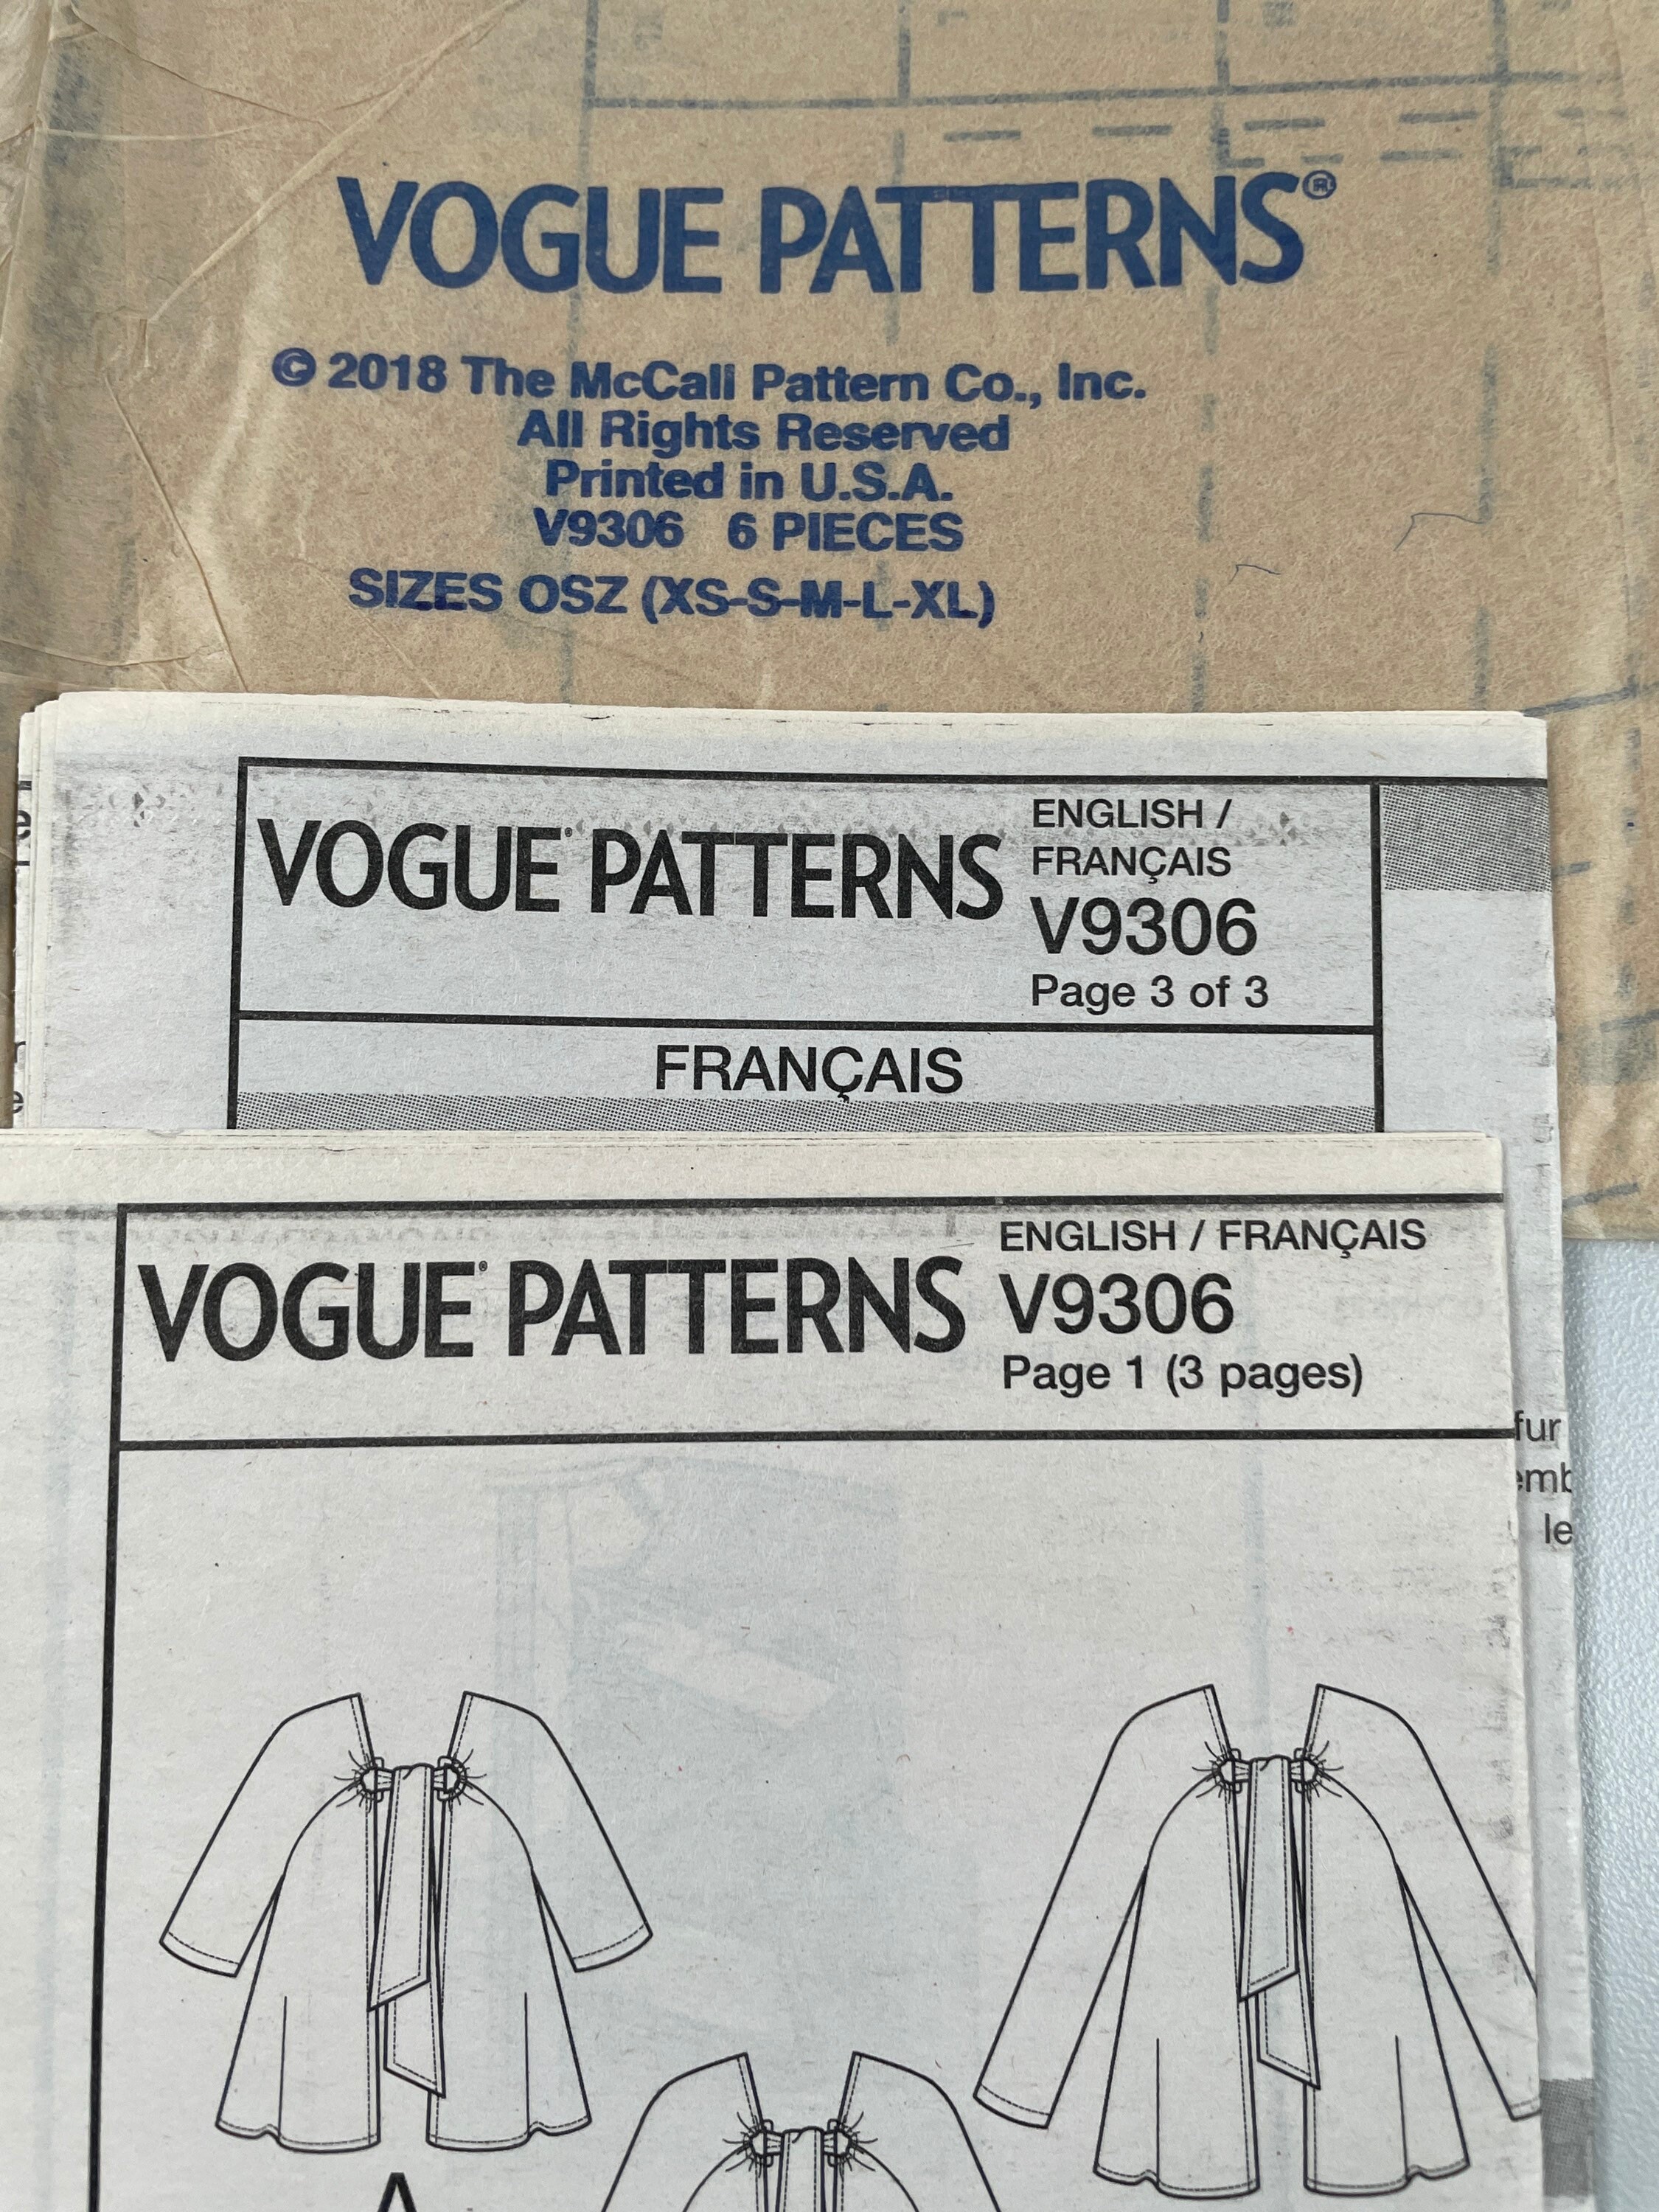 VOGUE PATTERNS®
© 2018 The McCall Pattern Co., Inc.
All Rights Reserved
Printed in U.S.A.
V9306 6 PIECES
SIZES OSZ (XS-S-M-L-XL)
VOGUE® PATTERNS
ENGLISH /
FRANÇAIS
V9306
Page 3 of 3
FRANÇAIS
VOGUE® PATTERNS
ENGLISH / FRANÇAIS
V9306
Page 1 (3 pages)
fur
emb
le
A